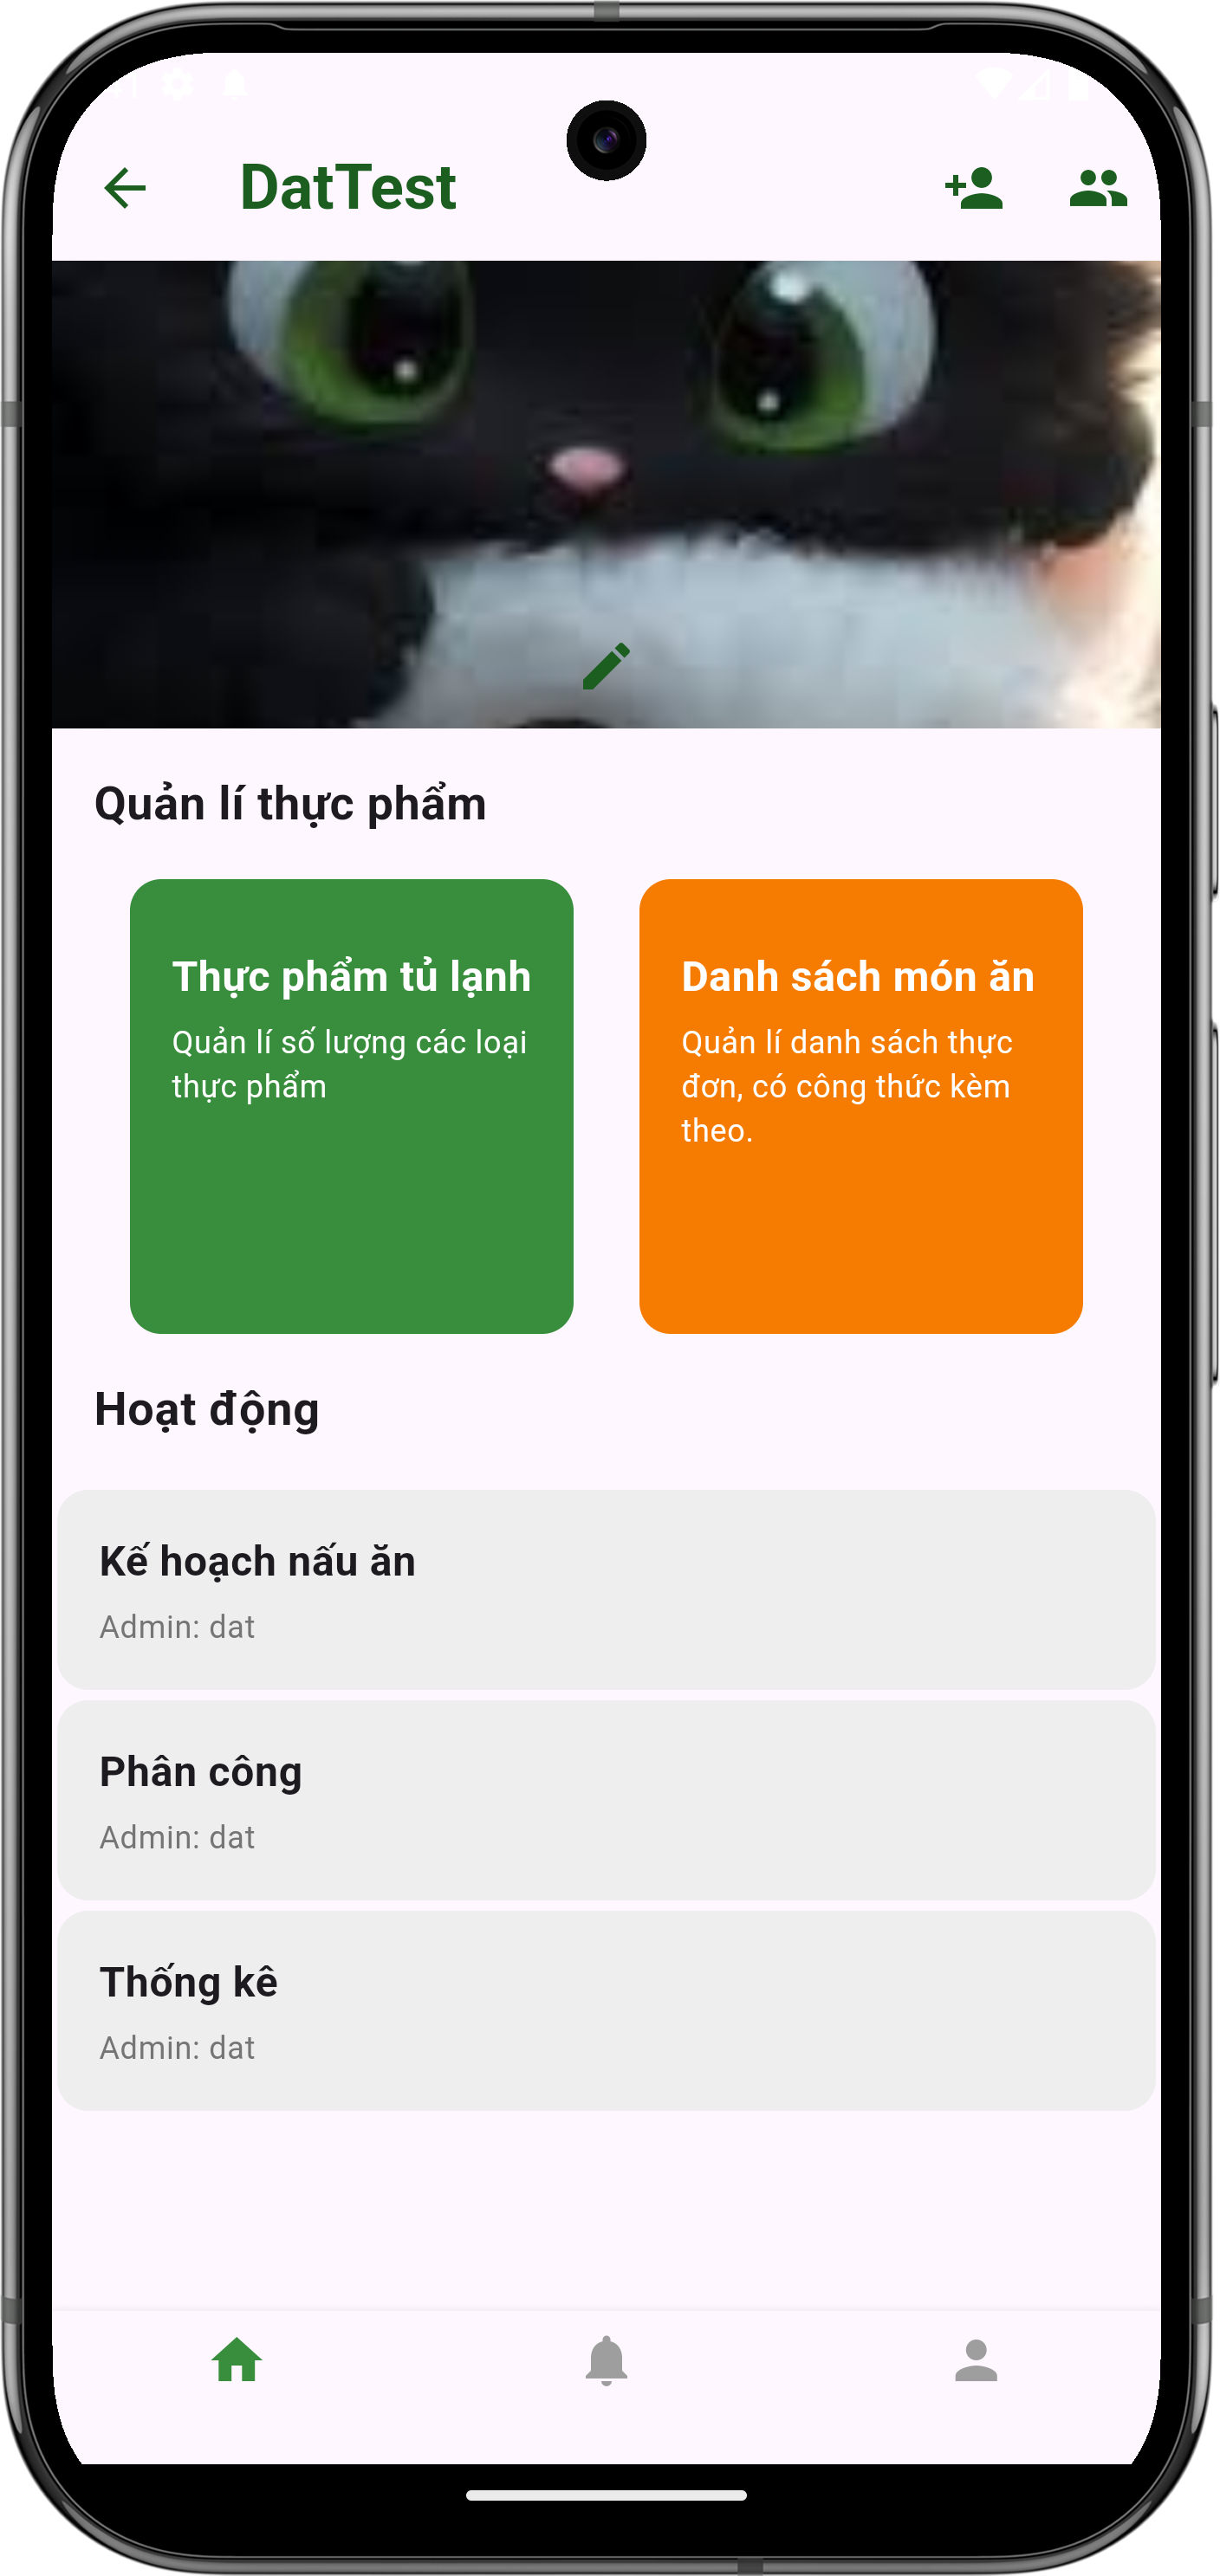 DatTest
Quản lí thực phẩm
Thực phẩm tủ lạnh
Quản lí số lượng các loại
thực phẩm
Danh sách món ăn
Quản lí danh sách thực
đơn, có công thức kèm
theo.
Hoạt động
Kế hoạch nấu ăn
Admin: dat
Phân công
Admin: dat
Thống kê
Admin: dat